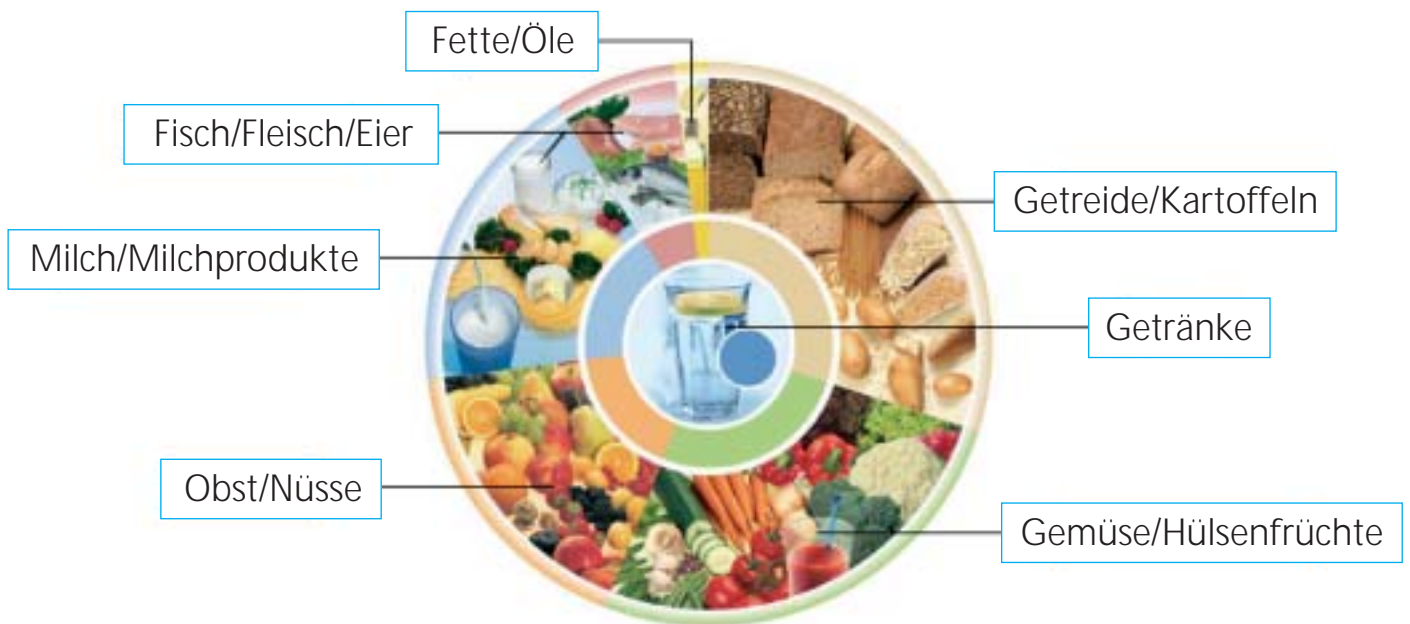 Fette/Öle
Fisch/Fleisch/Eier
Getreide/Kartoffeln
Milch/Milchprodukte
Getränke
Obst/Nüsse
Gemüse/Hülsenfrüchte